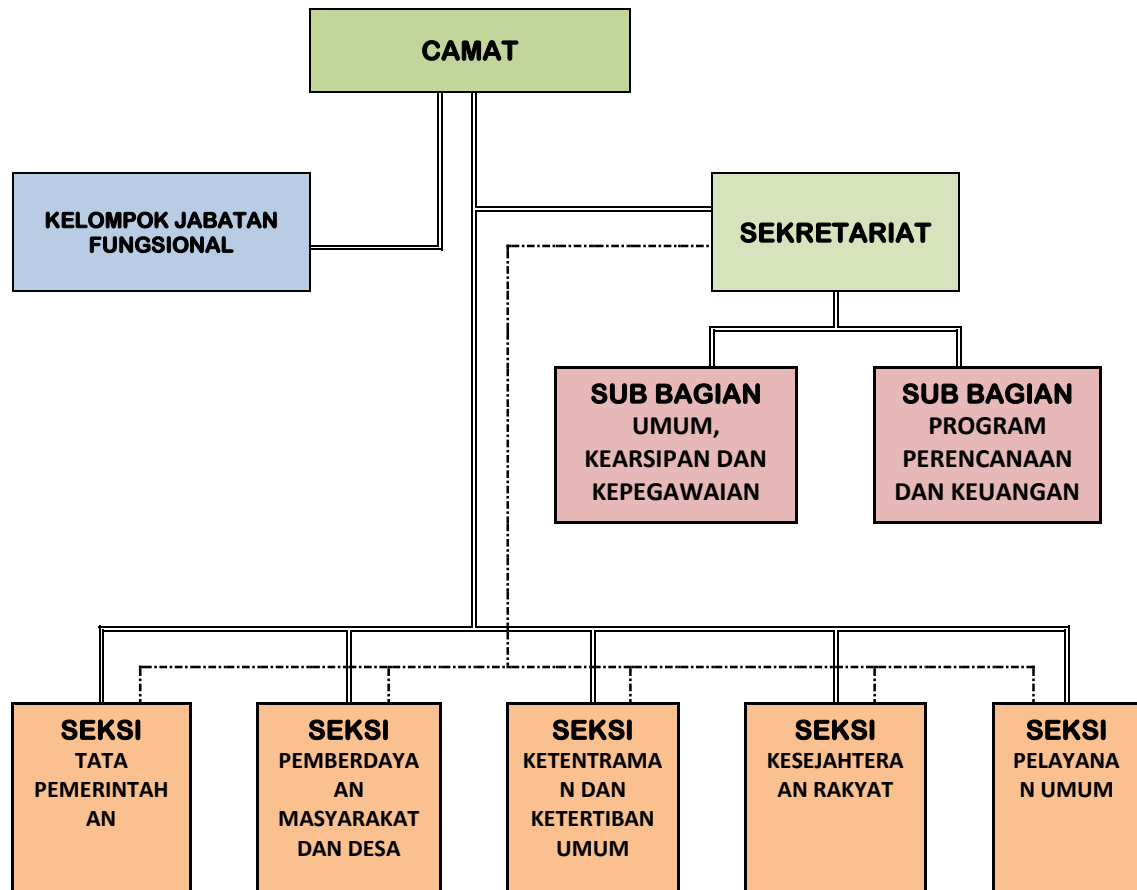 CAMAT
KELOMPOK JABATAN
FUNGSIONAL
SEKRETARIAT
SUB BAGIAN
UMUM,
KEARSIPAN DAN
KEPEGAWAIAN
SUB BAGIAN
PROGRAM
PERENCANAAN
DAN KEUANGAN
SEKSI
TATA
PEMERINTAH
AN
SEKSI
PEMBERDAYA
AN
MASYARAKAT
DAN DESA
SEKSI
KETENTRAMA
N DAN
KETERTIBAN
UMUM
SEKSI
KESEJAHTERA
AN RAKYAT
SEKSI
PELAYANA
N UMUM